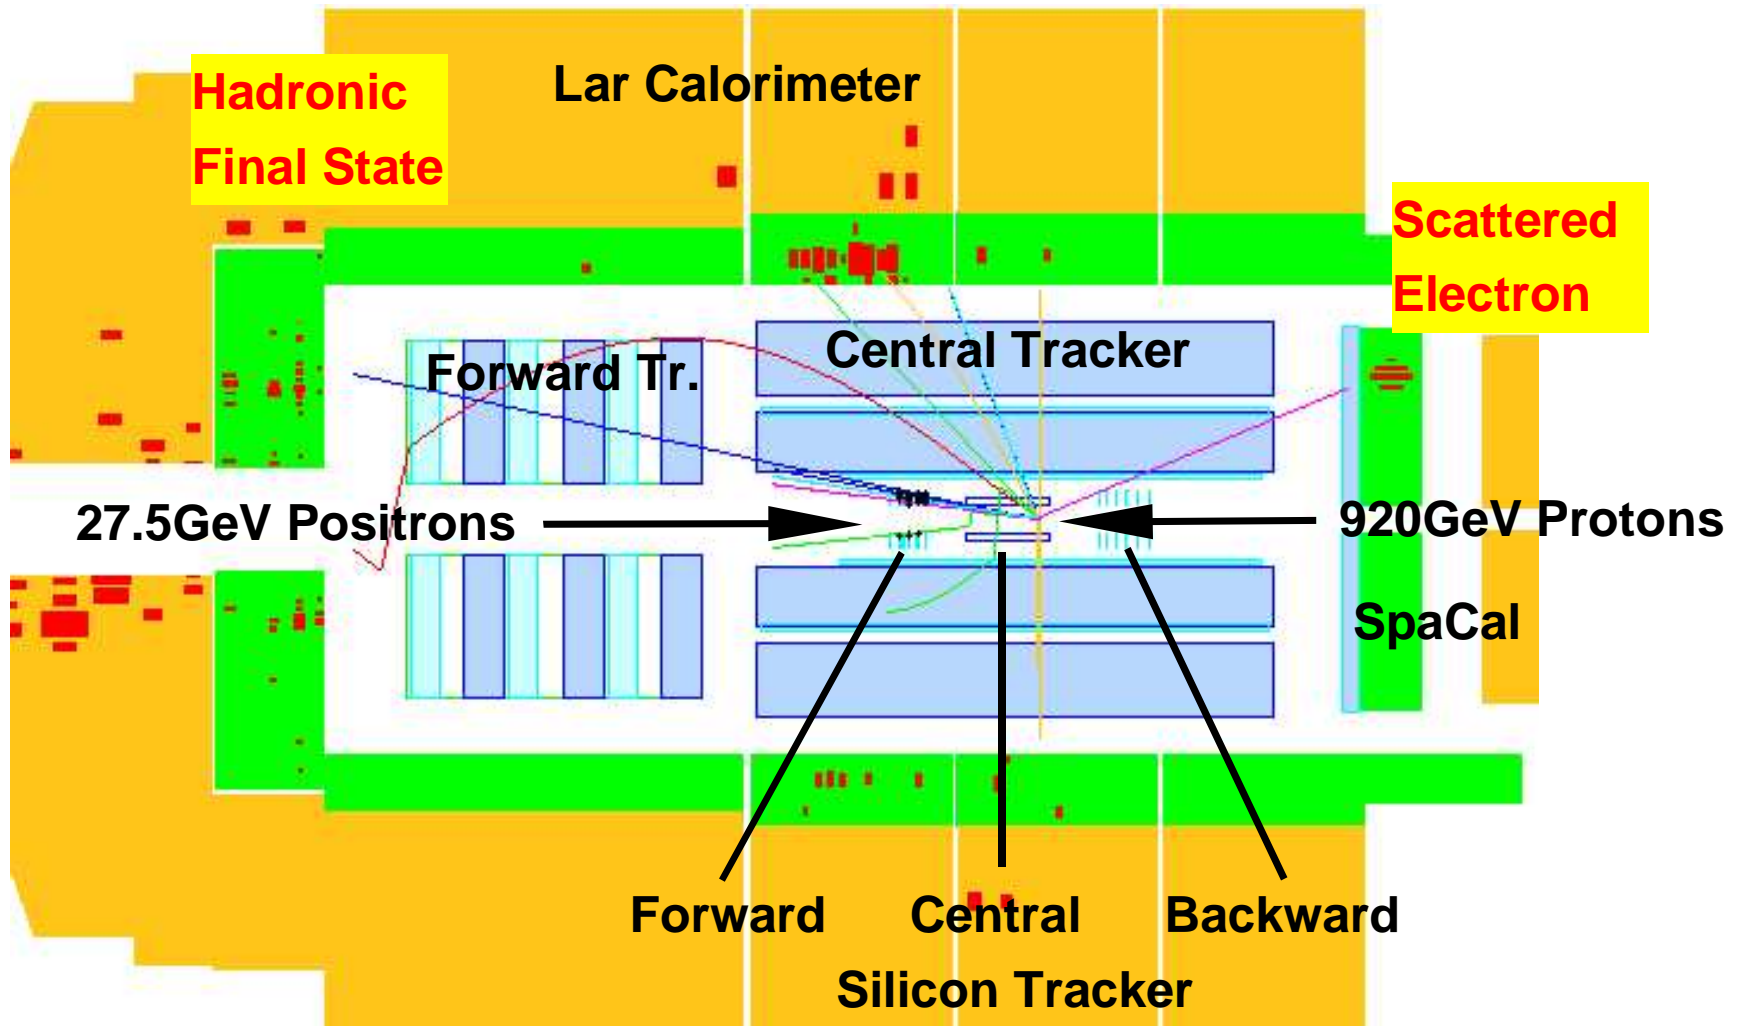 Hadronic
Final State
Lar Calorimeter
Scattered
Electron
Forward Tr.
Central Tracker
27.5GeV Positrons
920GeV Protons
SpaCal
Forward
Central
Backward
Silicon Tracker